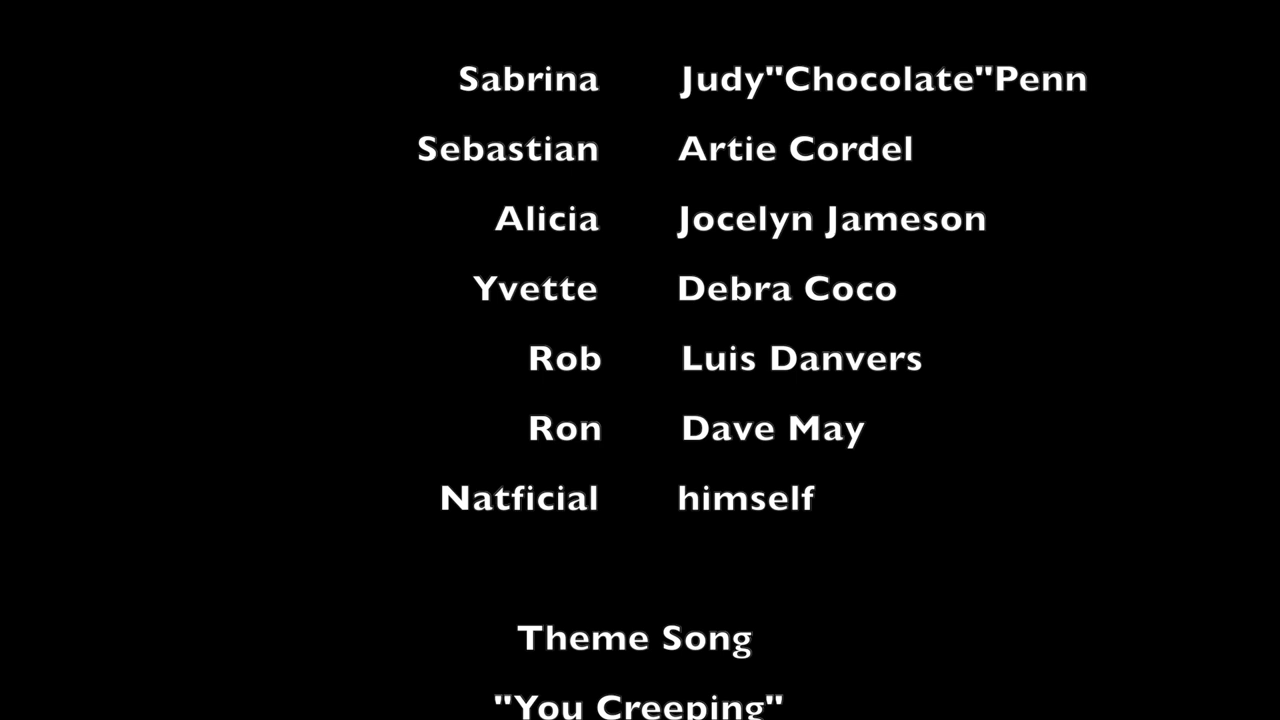 Sabrina Judy"Chocolate"Penn
Sebastian Artie Cordel
Alicia Jocelyn Jameson
Yvette Debra Coco
Rob Luis Danvers
Ron Dave May
Natficial himself
Theme Song
"You Creeping"